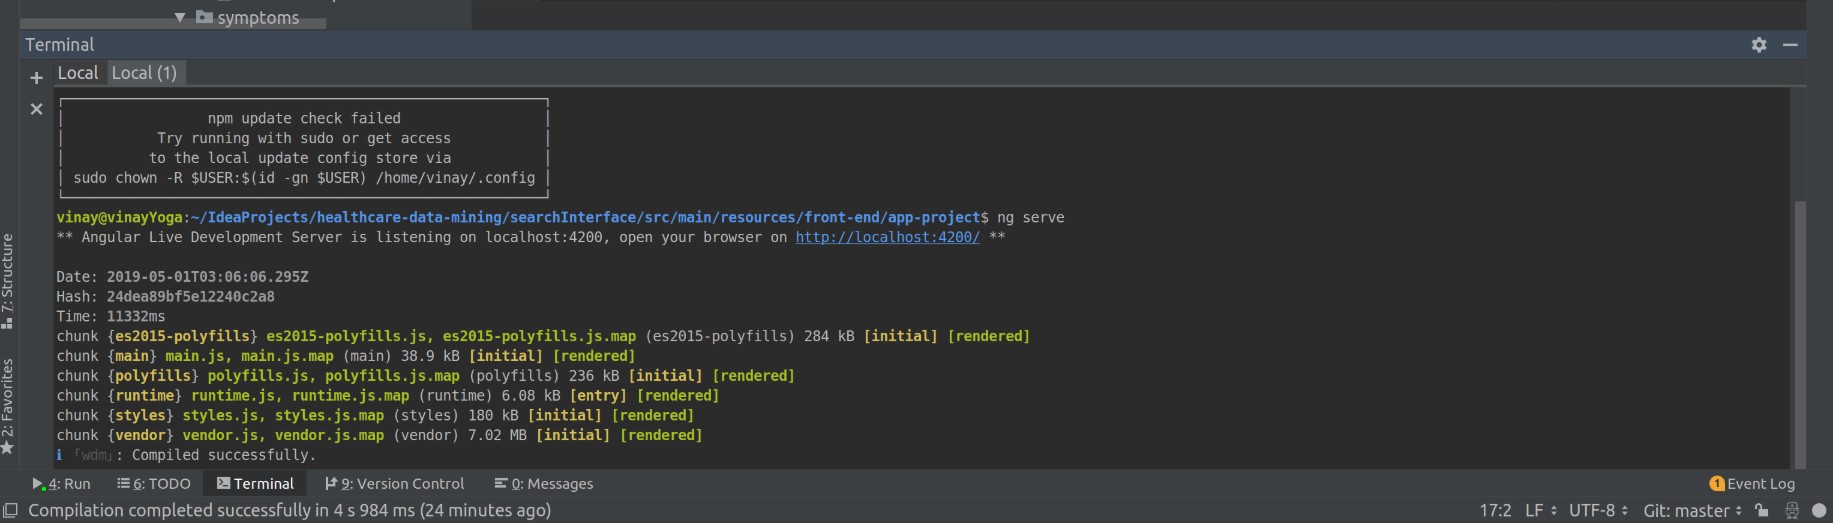 symptoms
Terminal
Local Local (1)
npm update check failed
Try running with sudo or get access
to the local update config store via
sudo chown -R $USER:$(id -gn $USER) /home/vinay/.config
vinay@vinayYoga:~/IdeaProjects/healthcare-data-mining/searchInterface/src/main/resources/front-end/app-project$ ng serve
** Angular Live Development Server is listening on localhost:4200, open your browser on http://localhost:4200/ **
Date: 2019-05-01T03:06:06.295Z
Hash: 24dea89bf5e12240c2a8
Time: 11332ms
chunk {es2015-polyfills} es2015-polyfills.js, es2015-polyfills.js.map (es2015-polyfills) 284 kB [initial] [rendered]
chunk {main} main.js, main.js.map (main) 38.9 kB [initial] [rendered]
chunk {polyfills} polyfills.js, polyfills.js.map (polyfills) 236 kB [initial] [rendered]
chunk {runtime} runtime.js, runtime.js.map (runtime) 6.08 kB [entry] [rendered]
chunk {styles} styles.js, styles.js.map (styles) 180 kB [initial] [rendered]
chunk {vendor} vendor.js, vendor.js.map (vendor) 7.02 MB [initial] [rendered]
ℹ ｢wdm｣: Compiled successfully.
7: Structure
2: Favorites
4: Run 6: TODO Terminal 9: Version Control 0: Messages 1 Event Log
Compilation completed successfully in 4 s 984 ms (24 minutes ago) 17:2 LF UTF-8 Git: master